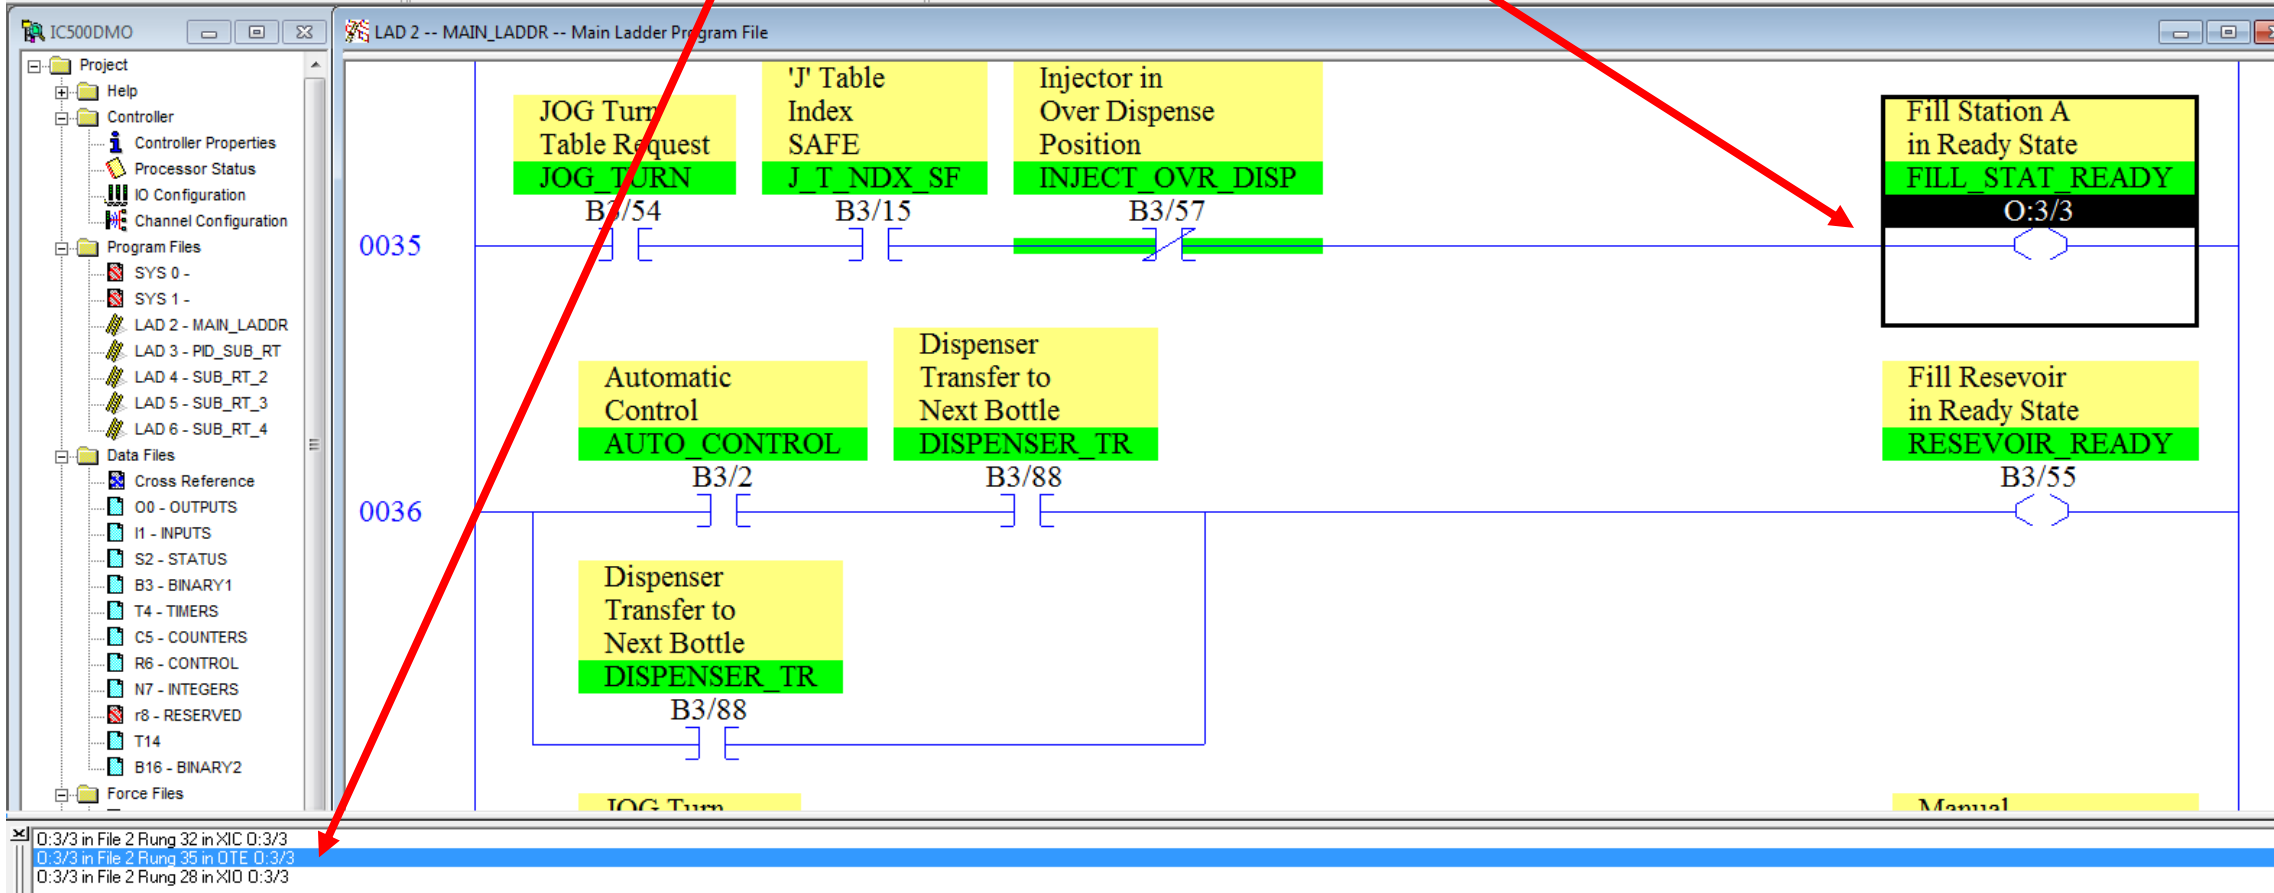 IC500DMO
Project
Help
Controller
Controller Properties
Processor Status
IO Configuration
Channel Configuration
Program Files
SYS 0 -
SYS 1 -
LAD 2 - MAIN_LADDR
LAD 3 - PID_SUB_RT
LAD 4 - SUB_RT_2
LAD 5 - SUB_RT_3
LAD 6 - SUB_RT_4
Data Files
Cross Reference
O0 - OUTPUTS
I1 - INPUTS
S2 - STATUS
B3 - BINARY1
T4 - TIMERS
C5 - COUNTERS
R6 - CONTROL
N7 - INTEGERS
r8 - RESERVED
T14
B16 - BINARY2
Force Files
LAD 2 -- MAIN_LADDR -- Main Ladder Program File
0035
JOG Turn
Table Request
JOG_TURN
B3/54
'J' Table
Index
SAFE
J_T_NDX_SF
B3/15
Injector in
Over Dispense
Position
INJECT_OVR_DISP
B3/57
Fill Station A
in Ready State
FILL_STAT_READY
O:3/3
0036
Automatic
Control
AUTO_CONTROL
B3/2
Dispenser
Transfer to
Next Bottle
DISPENSER_TR
B3/88
Fill Resevoir
in Ready State
RESEVOIR_READY
B3/55
Dispenser
Transfer to
Next Bottle
DISPENSER_TR
B3/88
JOG Turn
Manual
O:3/3 in File 2 Rung 32 in XIC O:3/3
O:3/3 in File 2 Rung 35 in OTE O:3/3
O:3/3 in File 2 Rung 28 in XIO O:3/3